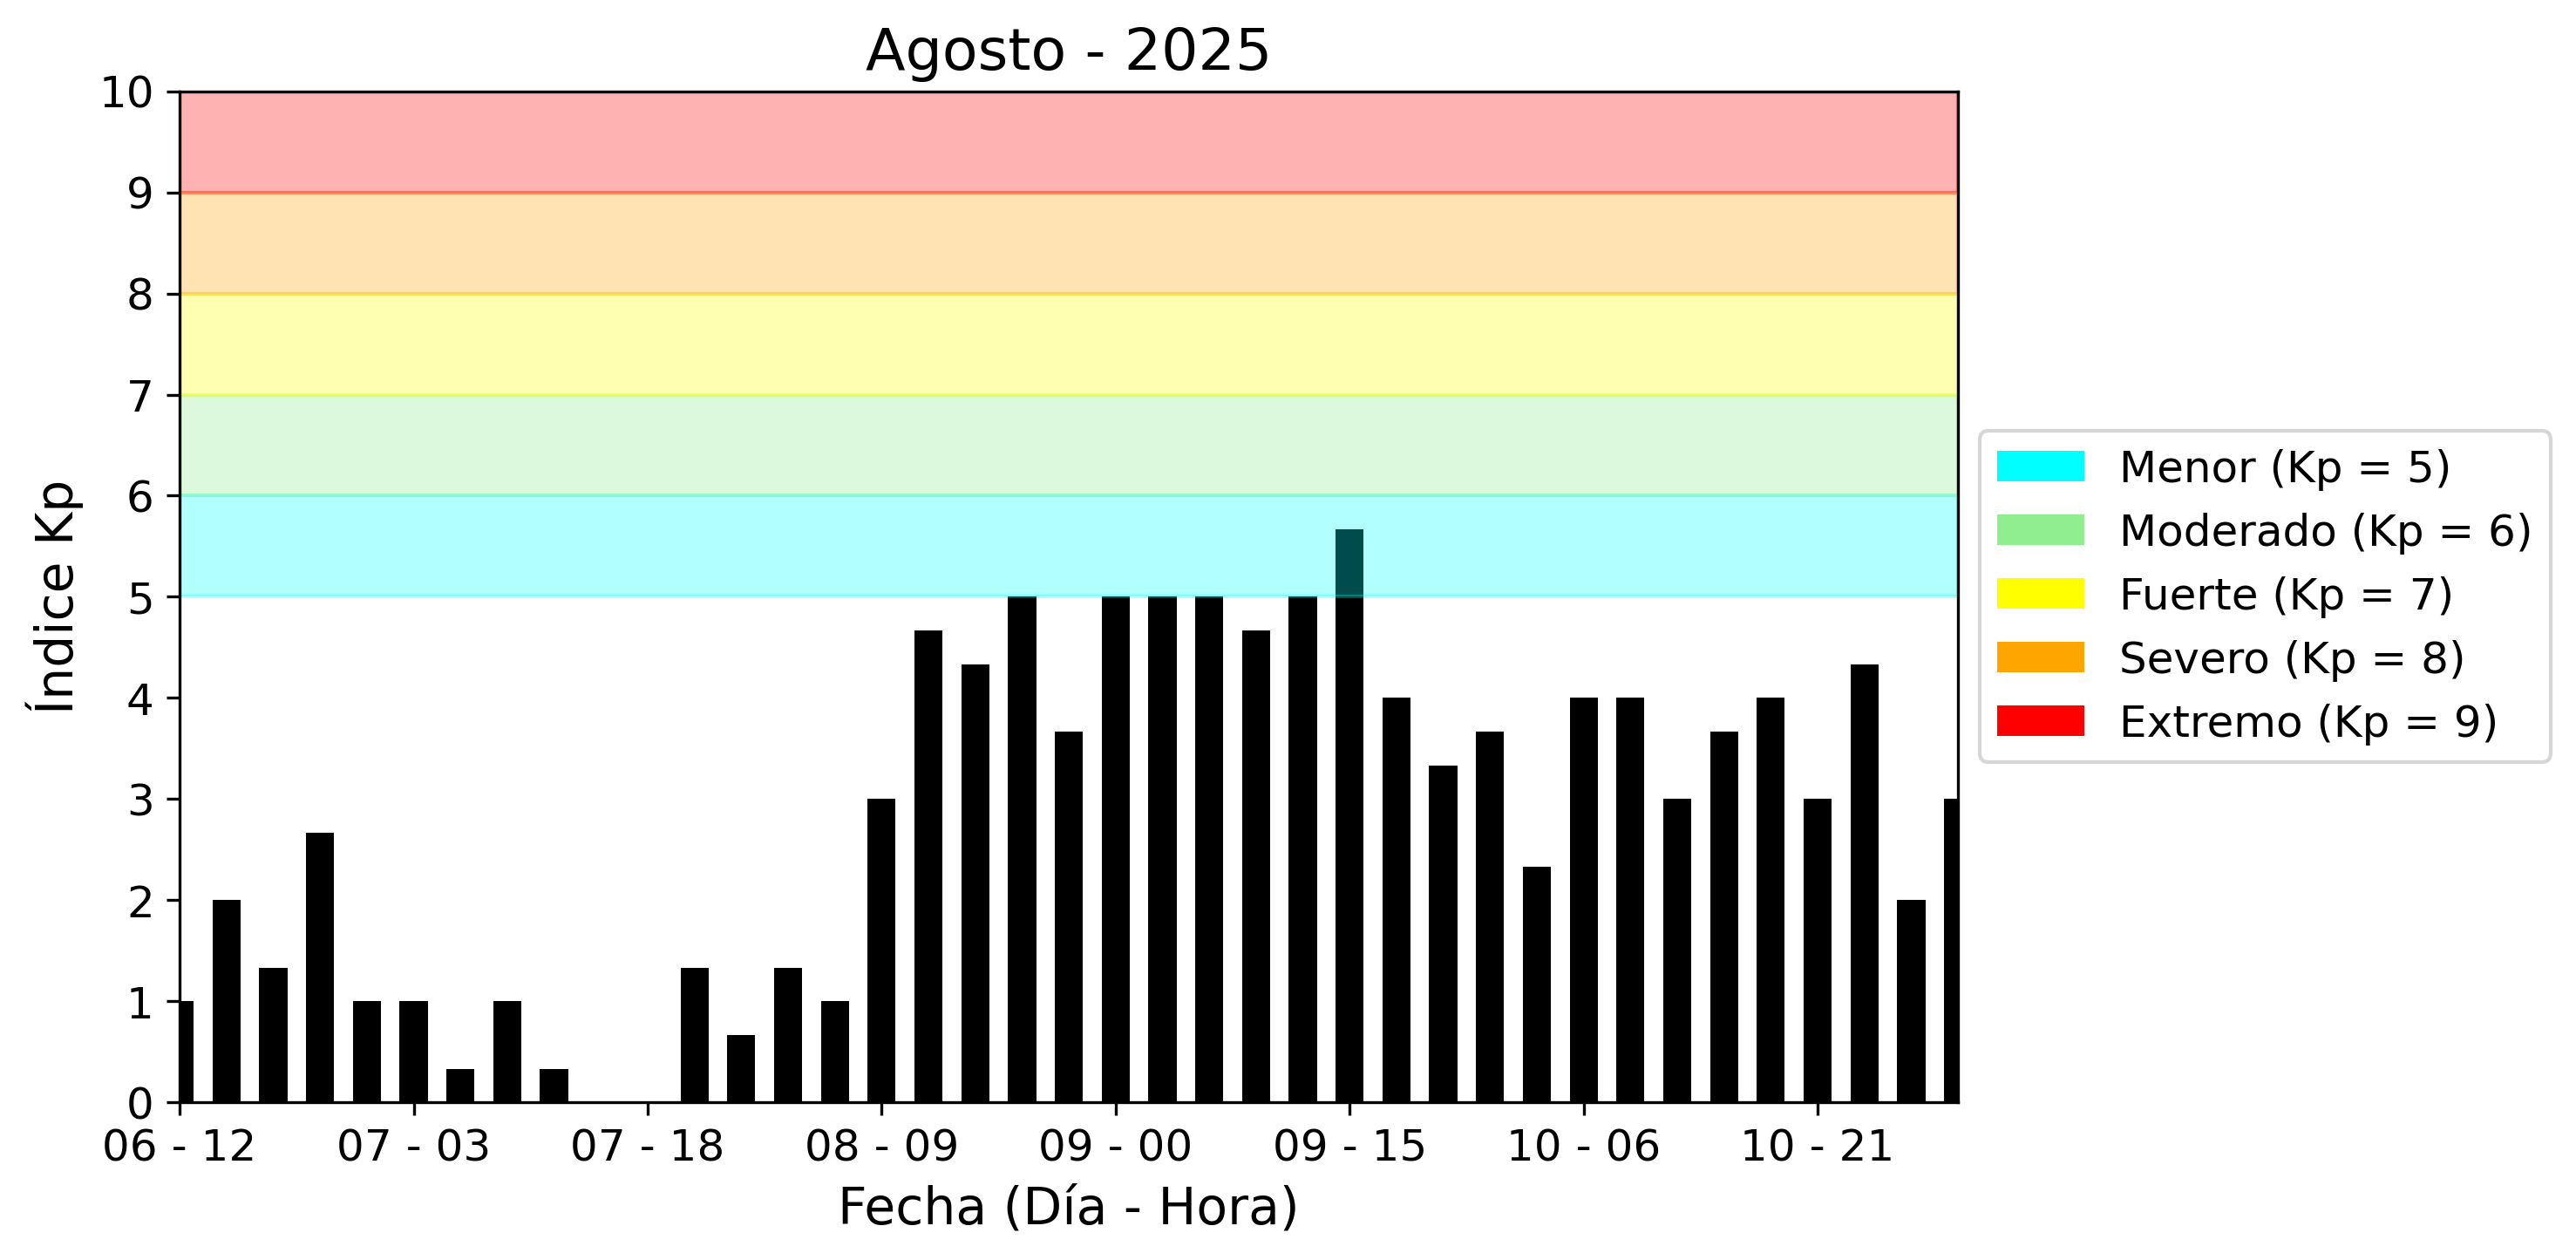 Agosto - 2025
10
9
8
7
6
5
4
3
2
1
0
Índice Kp
06 - 12
07 - 03
07 - 18
08 - 09
09 - 00
09 - 15
10 - 06
10 - 21
Fecha (Día - Hora)
Menor (Kp = 5)
Moderado (Kp = 6)
Fuerte (Kp = 7)
Severo (Kp = 8)
Extremo (Kp = 9)